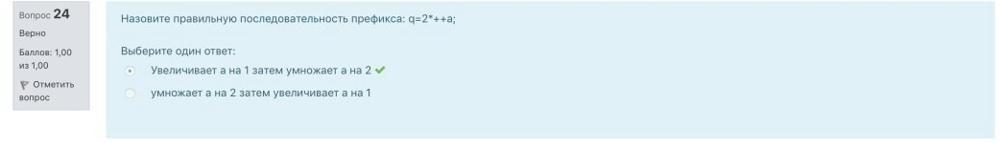 Вопрос 24
Верно
Баллов: 1,00
из 1,00
Отметить
вопрос
Назовите правильную последовательность префикса: q=2*++a;
Выберите один ответ:
Увеличивает а на 1 затем умножает а на 2
умножает а на 2 затем увеличивает а на 1